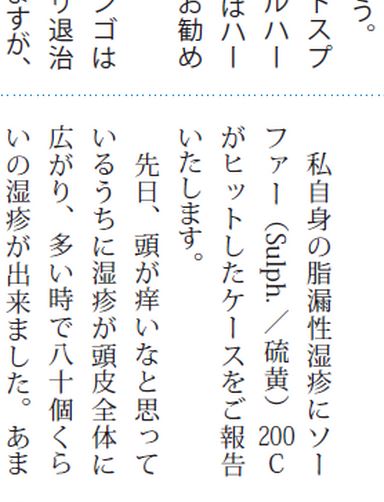 う。
トスプ
ルハー
はハー
お勧め
ンゴは
り退治
ますが、
私自身の脂漏性湿疹にソー
ファー（Sulph.／硫黄）200C
がヒットしたケースをご報告
いたします。
先日、頭が痒いなと思って
いるうちに湿疹が頭皮全体に
広がり、多い時で八十個くら
いの湿疹が出来ました。あま